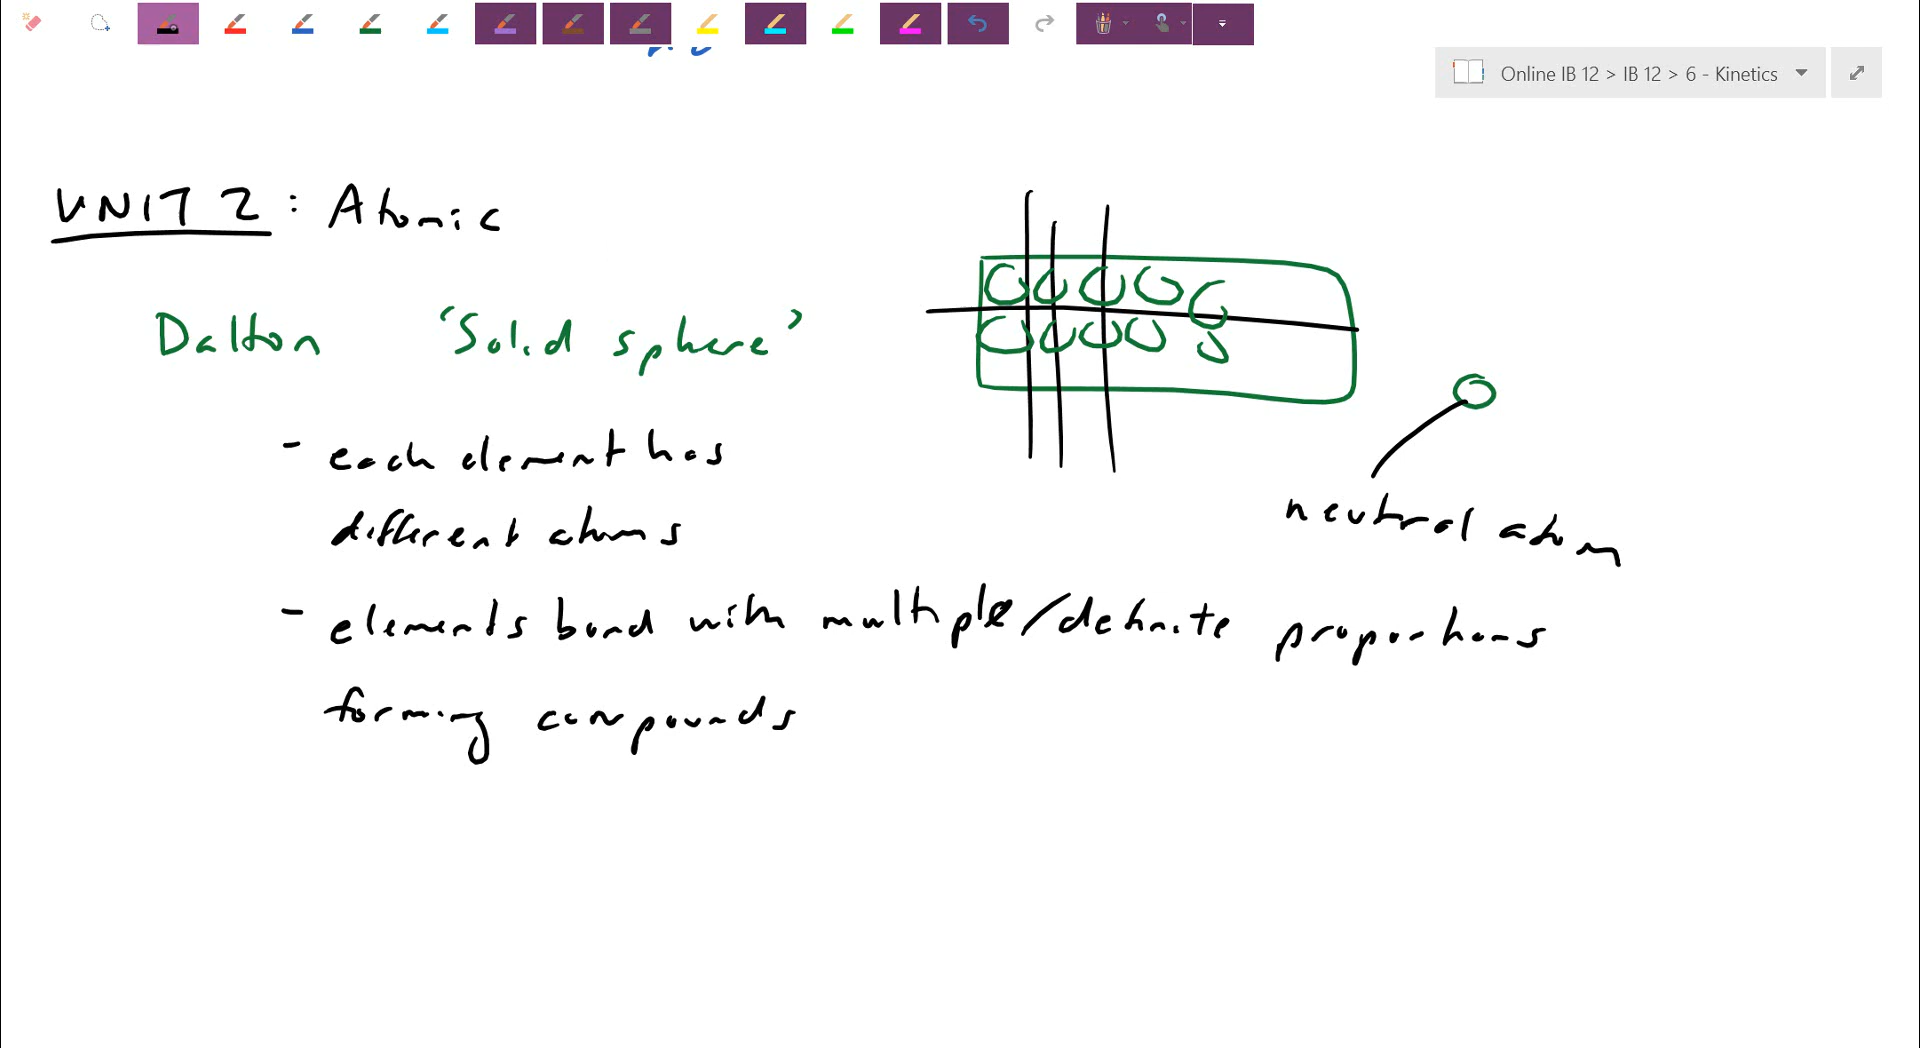 Online IB 12 > IB 12 > 6 - Kinetics
UNIT 2 : Atomic
Dalton 'Solid sphere'
- each element has
different atoms
neutral atom
- elements bond with multiple/definite proportions
forming compounds